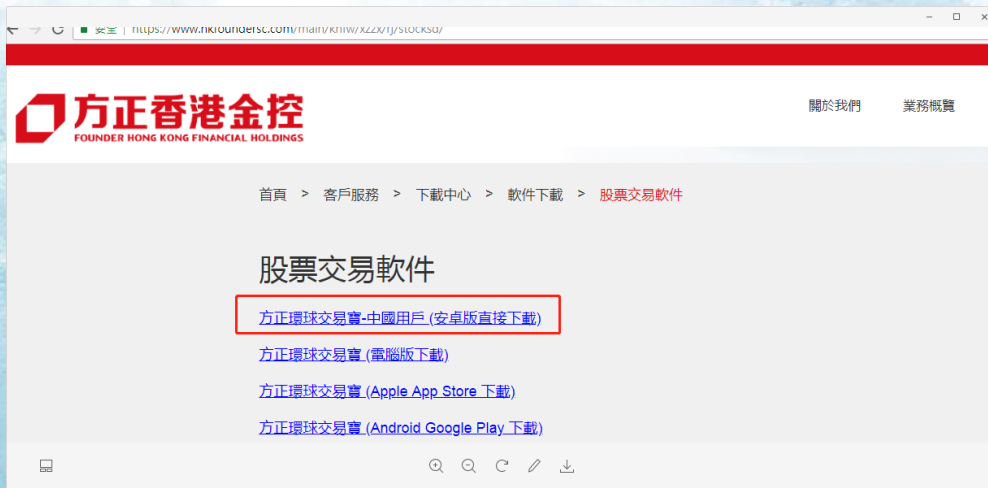 安全 | https://www.hkfoundersc.com/main/khfw/xzzx/rj/stocksd/
方正香港金控
FOUNDER HONG KONG FINANCIAL HOLDINGS
關於我們 業務概覽
首頁 > 客戶服務 > 下載中心 > 軟件下載 > 股票交易軟件
股票交易軟件
方正環球交易寶-中國用戶 (安卓版直接下載)
方正環球交易寶 (電腦版下載)
方正環球交易寶 (Apple App Store 下載)
方正環球交易寶 (Android Google Play 下載)